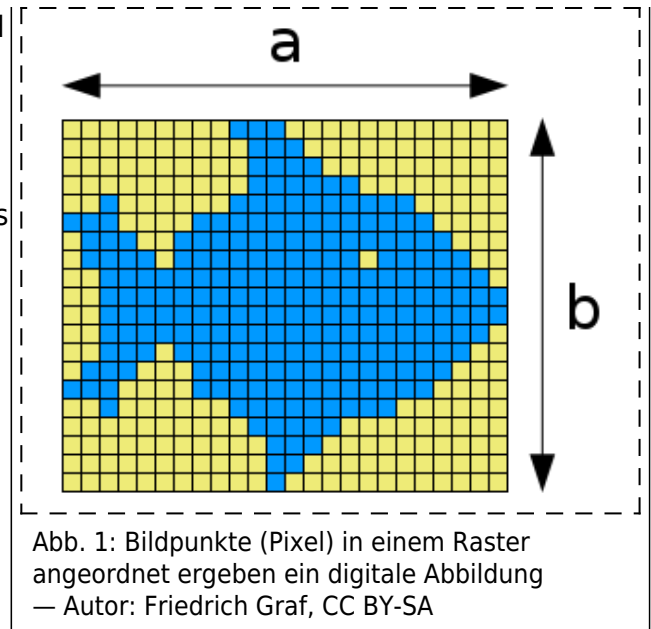 a
b
Abb. 1: Bildpunkte (Pixel) in einem Raster
angeordnet ergeben ein digitale Abbildung
— Autor: Friedrich Graf, CC BY-SA